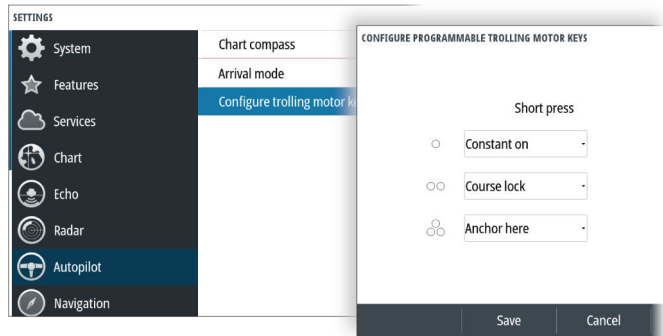 SETTINGS
System
Features
Services
Chart
Echo
Radar
Autopilot
Navigation
Chart compass
Arrival mode
Configure trolling motor
CONFIGURE PROGRAMMABLE TROLLING MOTOR KEYS
Short press
Constant on
Course lock
Anchor here
Save
Cancel